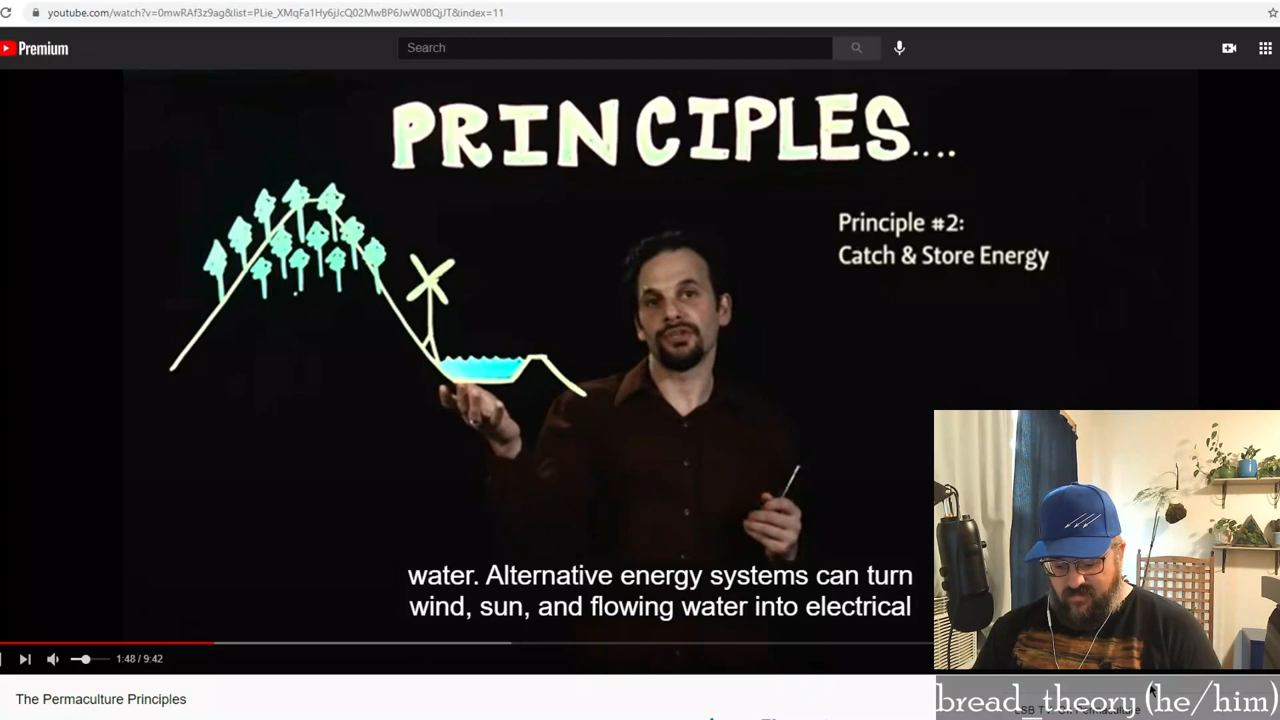 youtube.com/watch?v=0mwRAf3z9ag&list=PLie_XMqFa1Hy6jJcQ02MwBP6JwW0BQjJT&index=11
Premium
Search
PRINCIPLES....
Principle #2:
Catch & Store Energy
water. Alternative energy systems can turn
wind, sun, and flowing water into electrical
1:48 / 9:42
The Permaculture Principles
bread_theory (he/him)